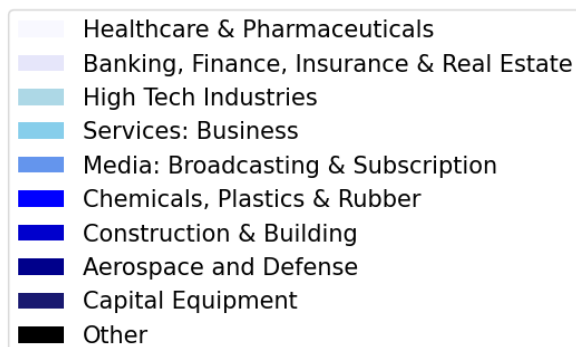 Healthcare & Pharmaceuticals
Banking, Finance, Insurance & Real Estate
High Tech Industries
Services: Business
Media: Broadcasting & Subscription
Chemicals, Plastics & Rubber
Construction & Building
Aerospace and Defense
Capital Equipment
Other